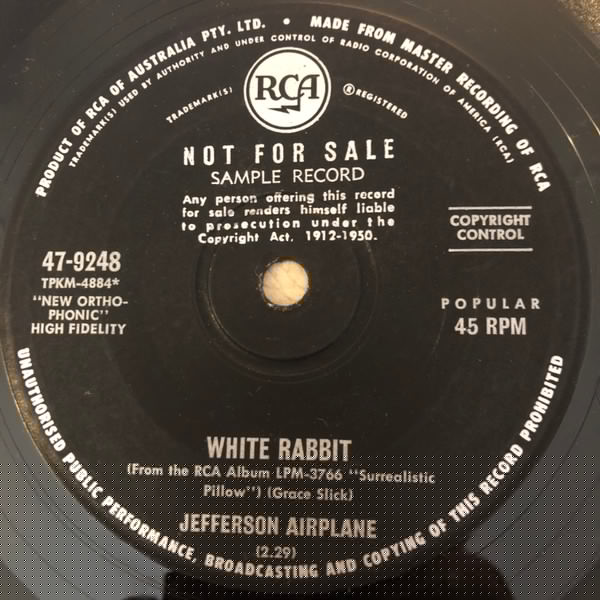 PRODUCT OF RCA OF AUSTRALIA PTY. LTD. • MADE FROM MASTER RECORDING OF RCA
TRADEMARK(S) USED BY AUTHORITY AND UNDER CONTROL OF RADIO CORPORATION OF AMERICA (RCA)
TRADEMARK(S) RCA ®REGISTERED
NOT FOR SALE
SAMPLE RECORD
Any person offering this record
for sale renders himself liable
to prosecution under the
Copyright Act, 1912-1950.
COPYRIGHT
CONTROL
47-9248
TPKM-4884*
"NEW ORTHO-
PHONIC"
HIGH FIDELITY
POPULAR
45 RPM
WHITE RABBIT
(From the RCA Album LPM-3766 "Surrealistic
Pillow") (Grace Slick)
JEFFERSON AIRPLANE
(2.29)
UNAUTHORISED PUBLIC PERFORMANCE, BROADCASTING AND COPYING OF THIS RECORD PROHIBITED